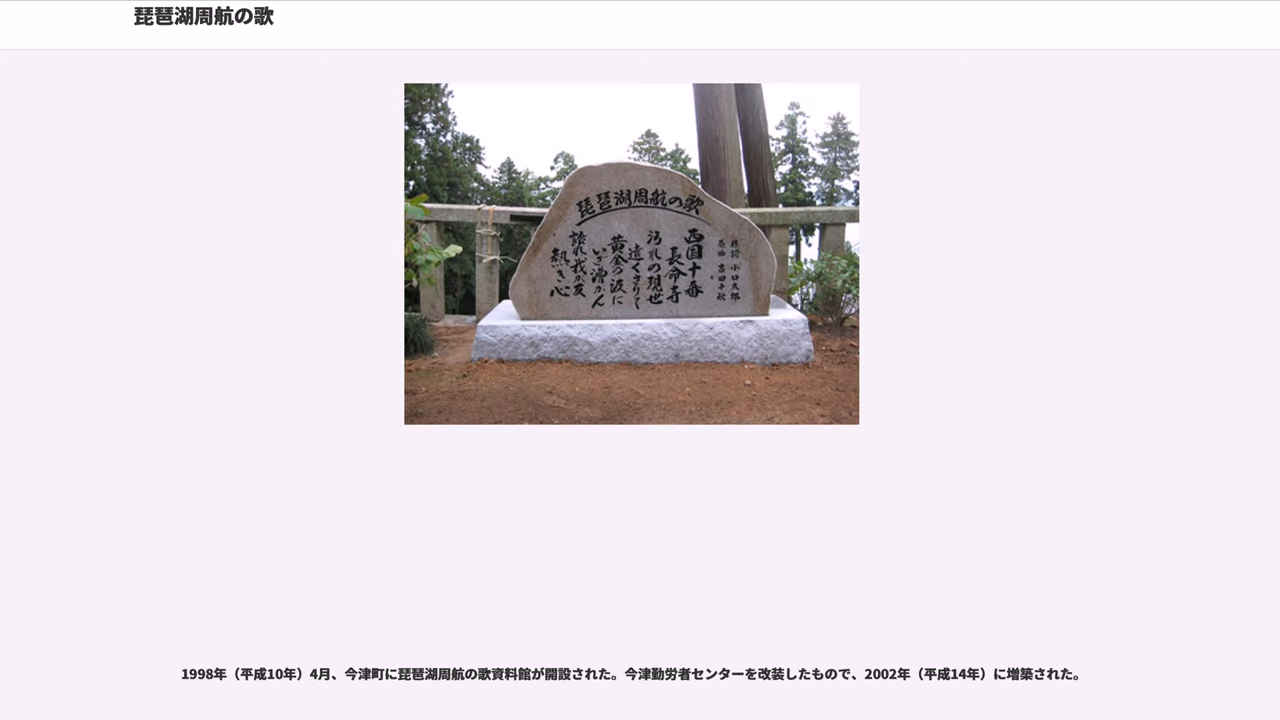 琵琶湖周航の歌
琵琶湖周航の歌
作詞 小口太郎
原曲 吉田千秋
西国十番
長命寺
汚れの現世
遠くさりて
黄金の波に
いざ漕がん
語れ我が友
熱き心
1998年（平成10年）4月、今津町に琵琶湖周航の歌資料館が開設された。今津勤労者センターを改装したもので、2002年（平成14年）に増築された。